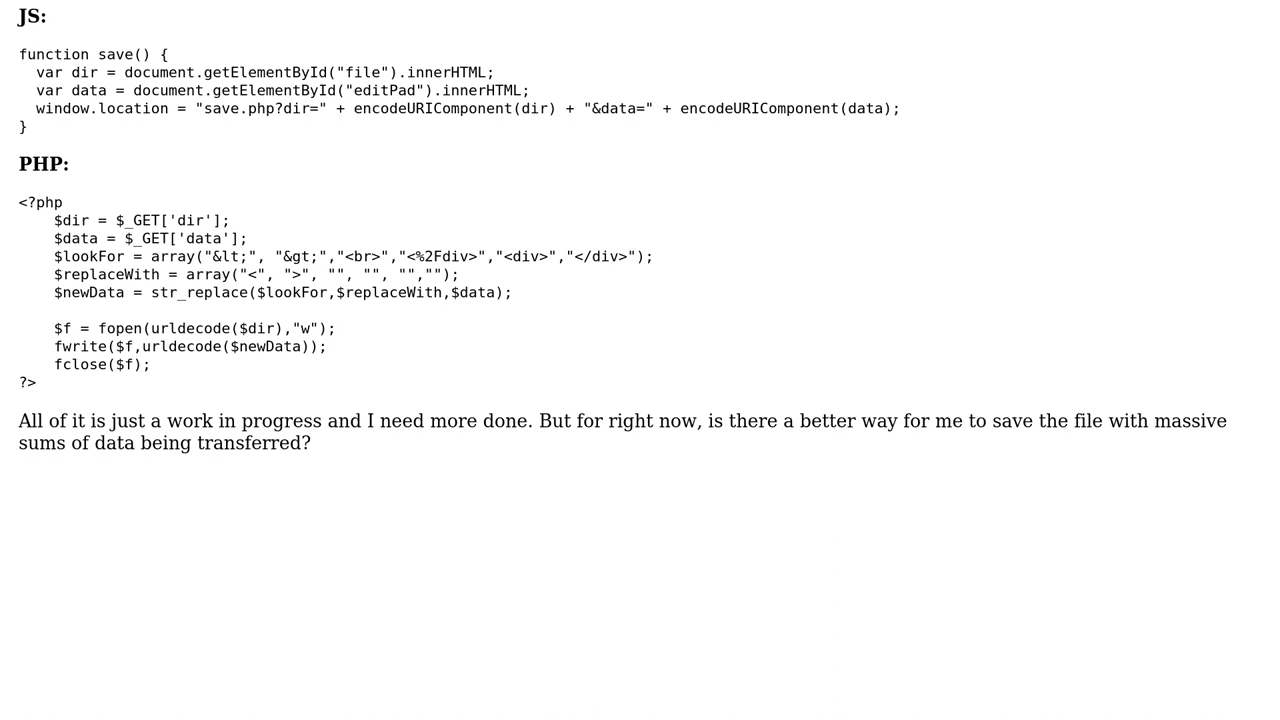 JS:
function save() {
  var dir = document.getElementById("file").innerHTML;
  var data = document.getElementById("editPad").innerHTML;
  window.location = "save.php?dir=" + encodeURIComponent(dir) + "&data=" + encodeURIComponent(data);
}
PHP:
<?php
    $dir = $_GET['dir'];
    $data = $_GET['data'];
    $lookFor = array("&lt;", "&gt;","<br>","<%2Fdiv>","<div>","</div>");
    $replaceWith = array("<", ">", "", "", "","");
    $newData = str_replace($lookFor,$replaceWith,$data);

    $f = fopen(urldecode($dir),"w");
    fwrite($f,urldecode($newData));
    fclose($f);
?>
All of it is just a work in progress and I need more done. But for right now, is there a better way for me to save the file with massive
sums of data being transferred?